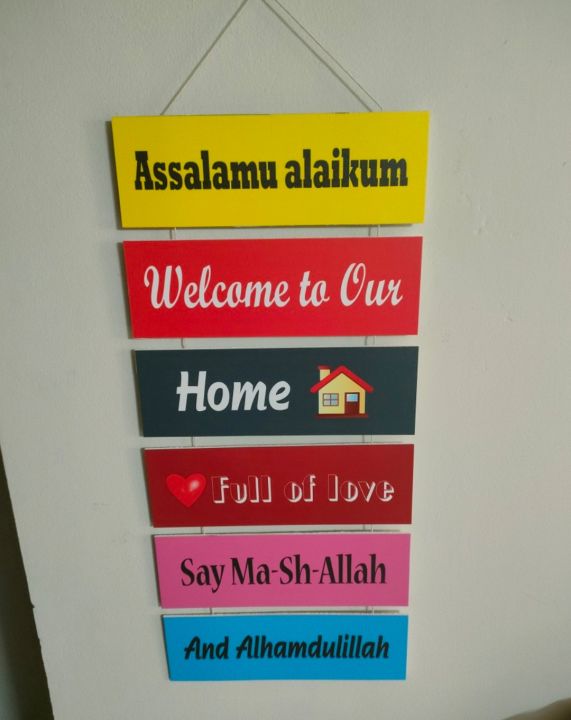 Assalamu alaikum
Welcome to Our
Home
Full of love
Say Ma-Sh-Allah
And Alhamdulillah